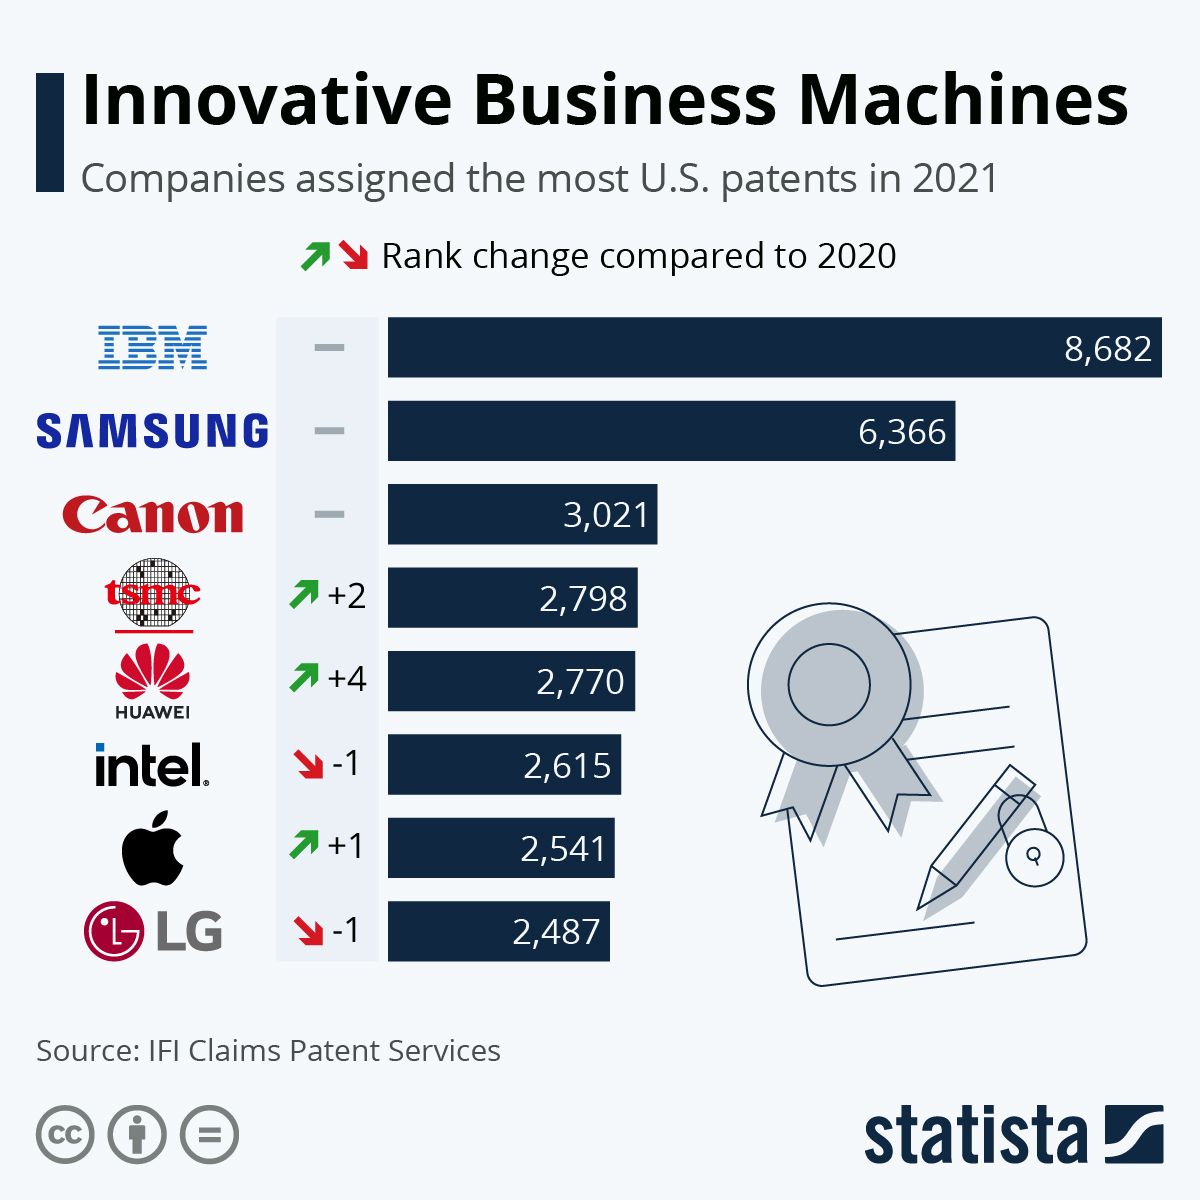 Innovative Business Machines
Companies assigned the most U.S. patents in 2021
Rank change compared to 2020
IBM – 8,682
SAMSUNG – 6,366
Canon – 3,021
tsmc +2 2,798
HUAWEI +4 2,770
intel. -1 2,615
+1 2,541
LG -1 2,487
Source: IFI Claims Patent Services
cc =
statista